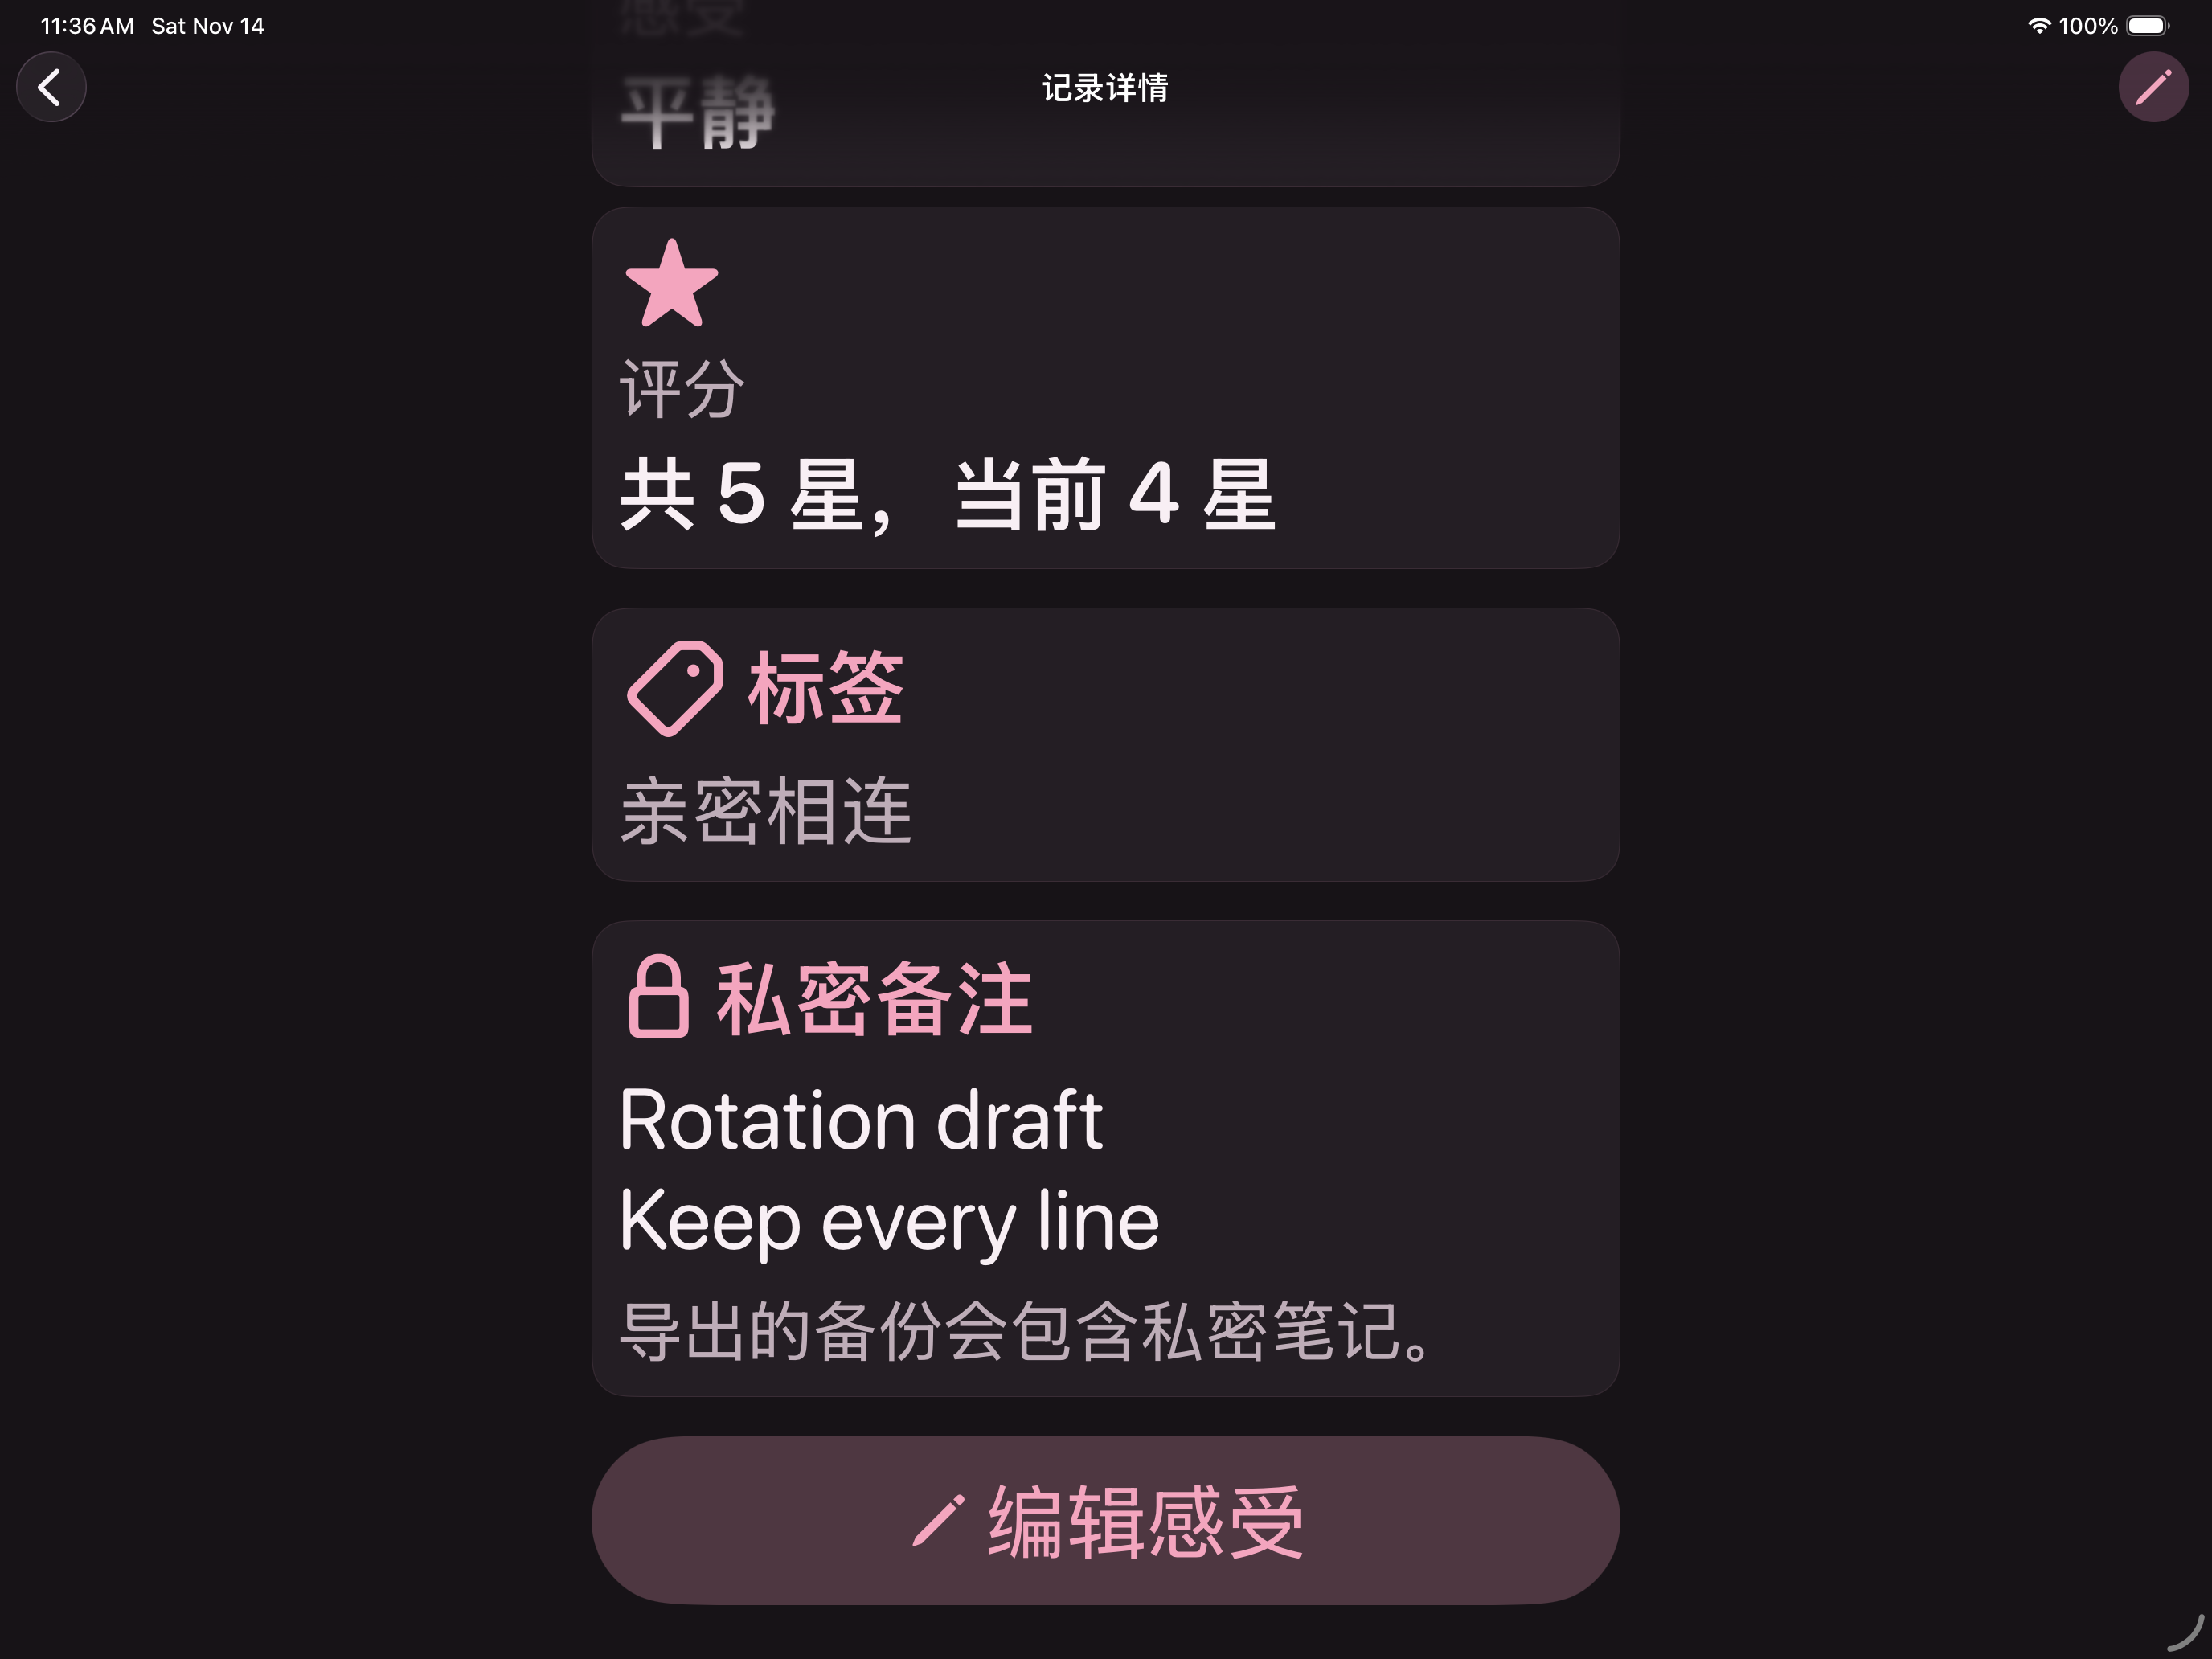 11:36 AM Sat Nov 14
100%
感受
记录详情
平静
评分
共 5 星，当前 4 星
标签
亲密相连
私密备注
Rotation draft
Keep every line
导出的备份会包含私密笔记。
编辑感受